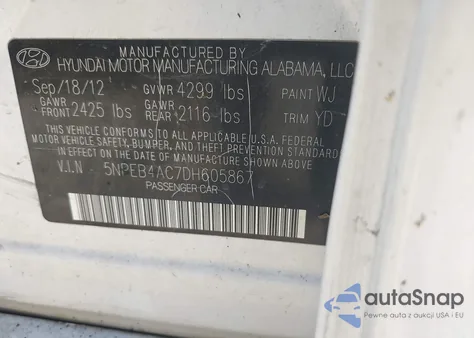 MANUFACTURED BY
HYUNDAI MOTOR MANUFACTURING ALABAMA, LLC
Sep/18/12 GVWR 4299 lbs PAINT WJ
GAWR FRONT 2425 lbs GAWR REAR 2116 lbs TRIM YD
THIS VEHICLE CONFORMS TO ALL APPLICABLE U.S.A FEDERAL
MOTOR VEHICLE SAFETY, BUMPER, AND THEFT PREVENTION
STANDARDS IN EFFECT ON THE DATE OF MANUFACTURE SHOWN ABOVE.
V.I.N 5NPEB4AC7DH605867
PASSENGER CAR
autoSnap
Pewne auta z aukcji USA i EU